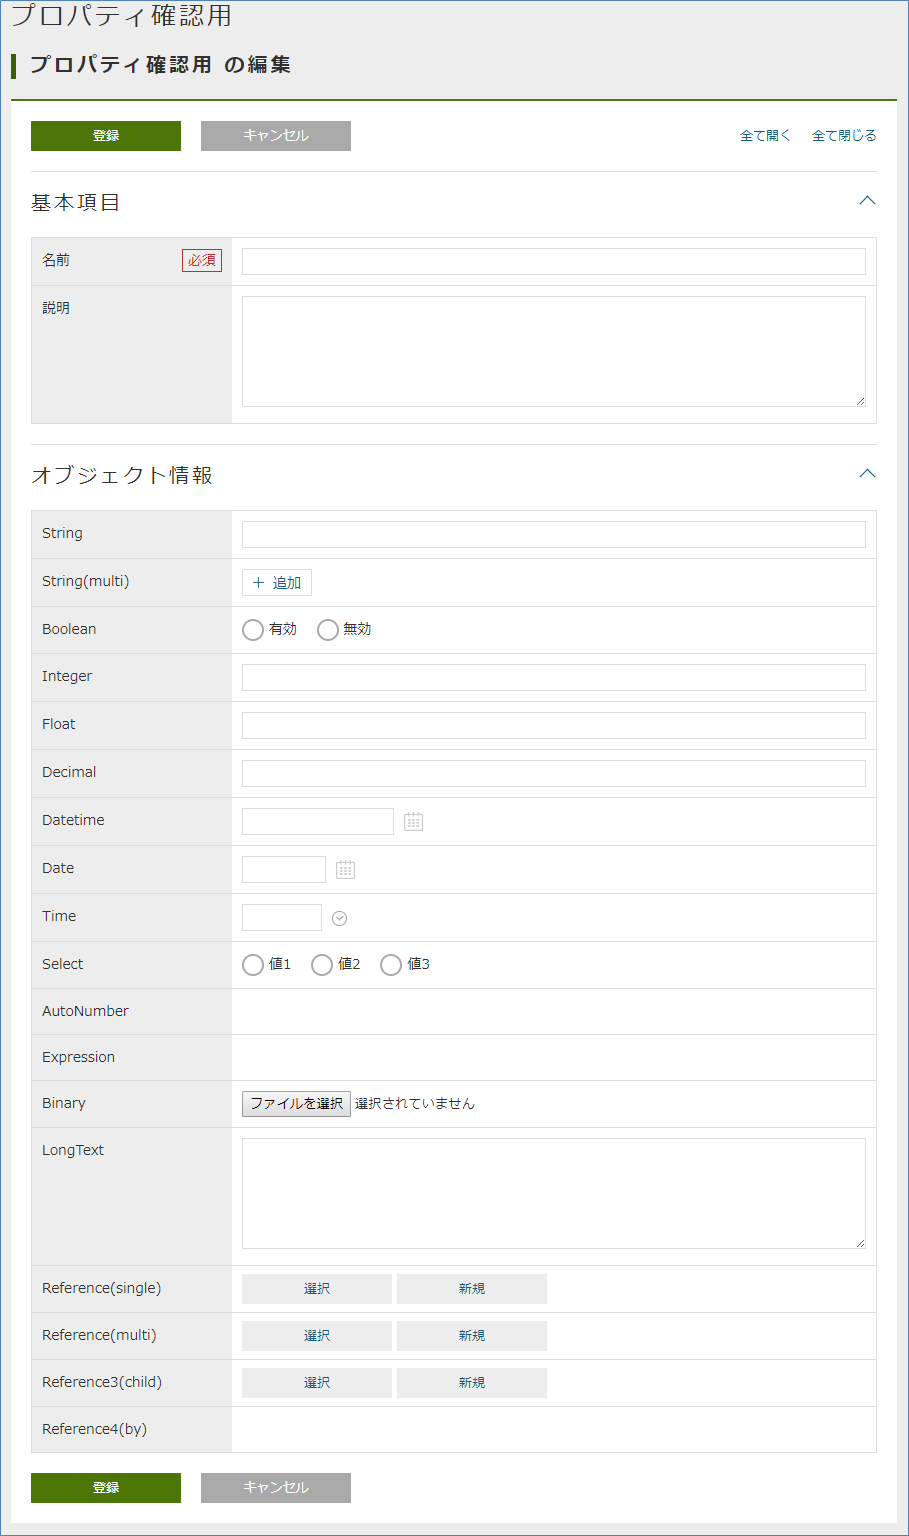 プロパティ確認用
プロパティ確認用 の編集
登録 キャンセル 全て開く 全て閉じる
基本項目
名前 必須
説明
オブジェクト情報
String
String(multi) + 追加
Boolean 有効 無効
Integer
Float
Decimal
Datetime
Date
Time
Select 値1 値2 値3
AutoNumber
Expression
Binary ファイルを選択 選択されていません
LongText
Reference(single) 選択 新規
Reference(multi) 選択 新規
Reference3(child) 選択 新規
Reference4(by)
登録 キャンセル